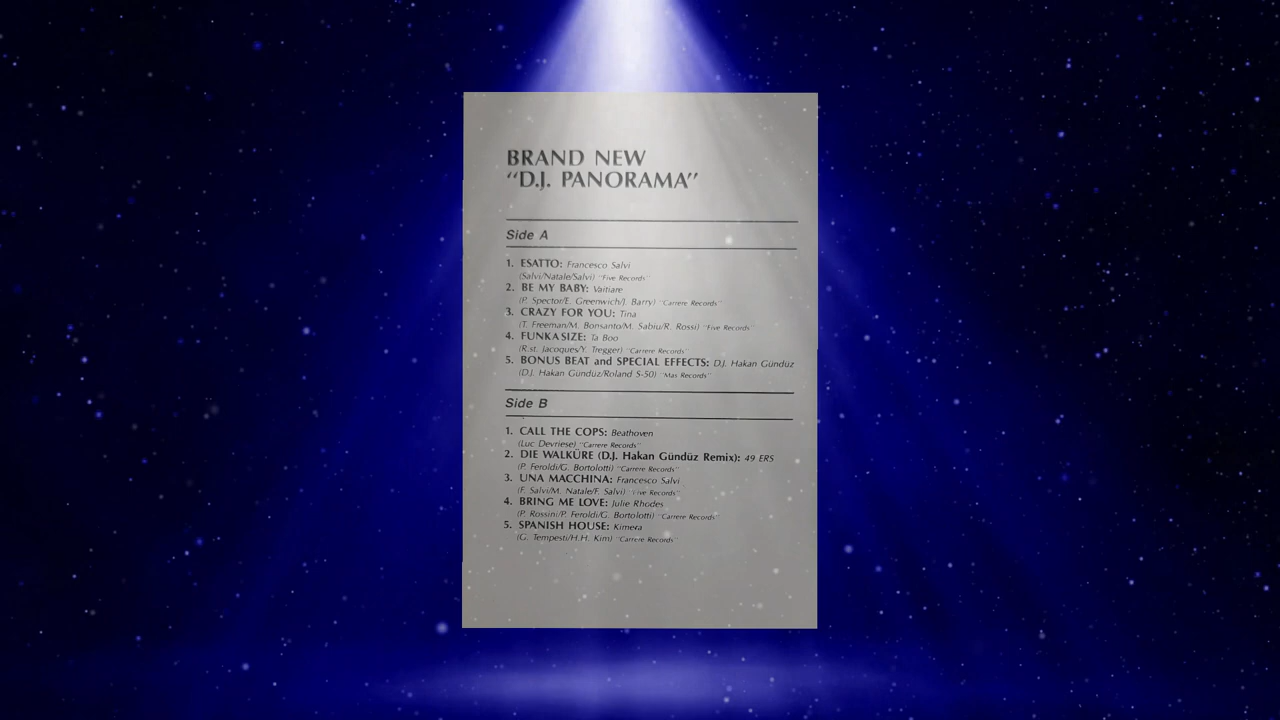 BRAND NEW
“D.J. PANORAMA”
Side A
1. ESATTO: Francesco Salvi
(Salvi/Natale/Salvi) “Five Records”
2. BE MY BABY: Vaitiare
(P. Spector/E. Greenwich/J. Barry) “Carrere Records”
3. CRAZY FOR YOU: Tina
(T. Freeman/M. Bonsanto/M. Sabiu/R. Rossi) “Five Records”
4. FUNKA SIZE: Ta Boo
(R.st. Jacoques/Y. Tregger) “Carrere Records”
5. BONUS BEAT and SPECIAL EFFECTS: D.J. Hakan Gündüz
(D.J. Hakan Gündüz/Roland S-50) “Mas Records”
Side B
1. CALL THE COPS: Beathoven
(Luc Devriese) “Carrere Records”
2. DIE WALKÜRE (D.J. Hakan Gündüz Remix): 49 ERS
(P. Feroldi/G. Bortolotti) “Carrere Records”
3. UNA MACCHINA: Francesco Salvi
(F. Salvi/M. Natale/F. Salvi) “Five Records”
4. BRING ME LOVE: Julie Rhodes
(P. Rossini/P. Feroldi/G. Bortolotti) “Carrere Records”
5. SPANISH HOUSE: Kimera
(G. Tempesti/H.H. Kim) “Carrere Records”